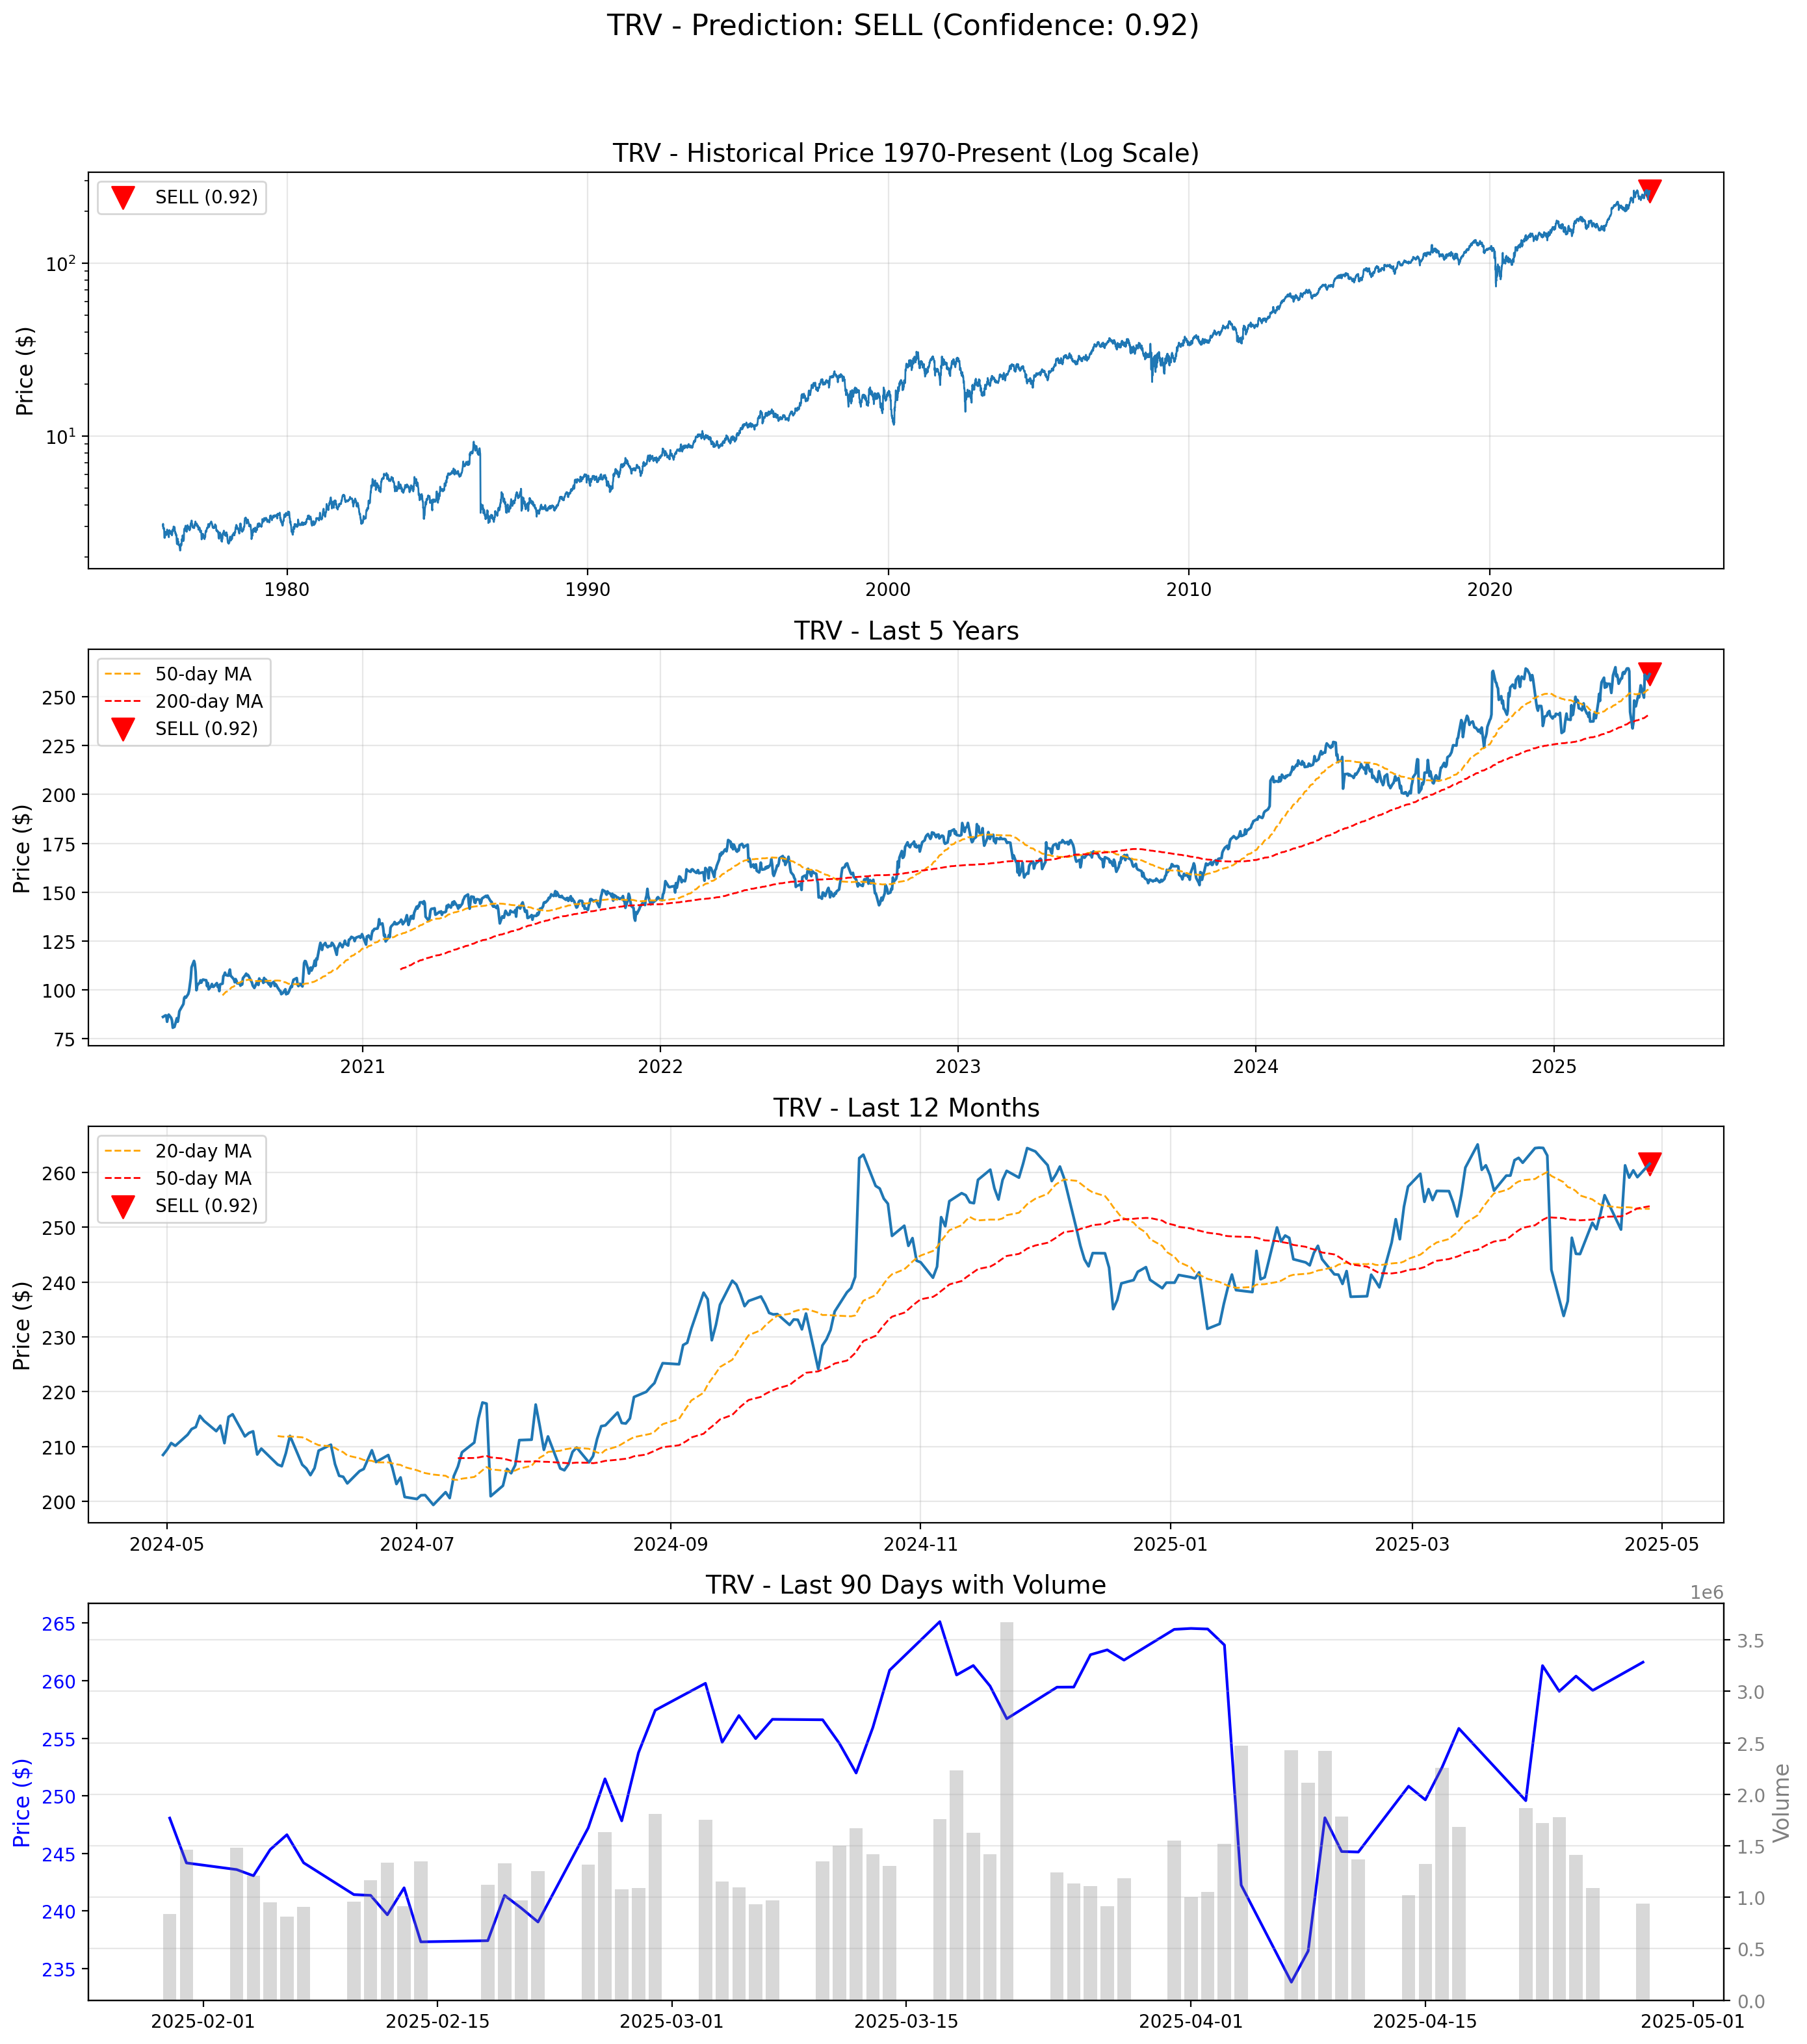 TRV - Prediction: SELL (Confidence: 0.92)
TRV - Historical Price 1970-Present (Log Scale)
SELL (0.92)
Price ($)
10²
10¹
1980 1990 2000 2010 2020
TRV - Last 5 Years
50-day MA
200-day MA
SELL (0.92)
Price ($)
250
225
200
175
150
125
100
75
2021 2022 2023 2024 2025
TRV - Last 12 Months
20-day MA
50-day MA
SELL (0.92)
Price ($)
260
250
240
230
220
210
200
2024-05 2024-07 2024-09 2024-11 2025-01 2025-03 2025-05
TRV - Last 90 Days with Volume
1e6
Price ($)
265
260
255
250
245
240
235
3.5
3.0
2.5
2.0
1.5
1.0
0.5
0.0
Volume
2025-02-01 2025-02-15 2025-03-01 2025-03-15 2025-04-01 2025-04-15 2025-05-01